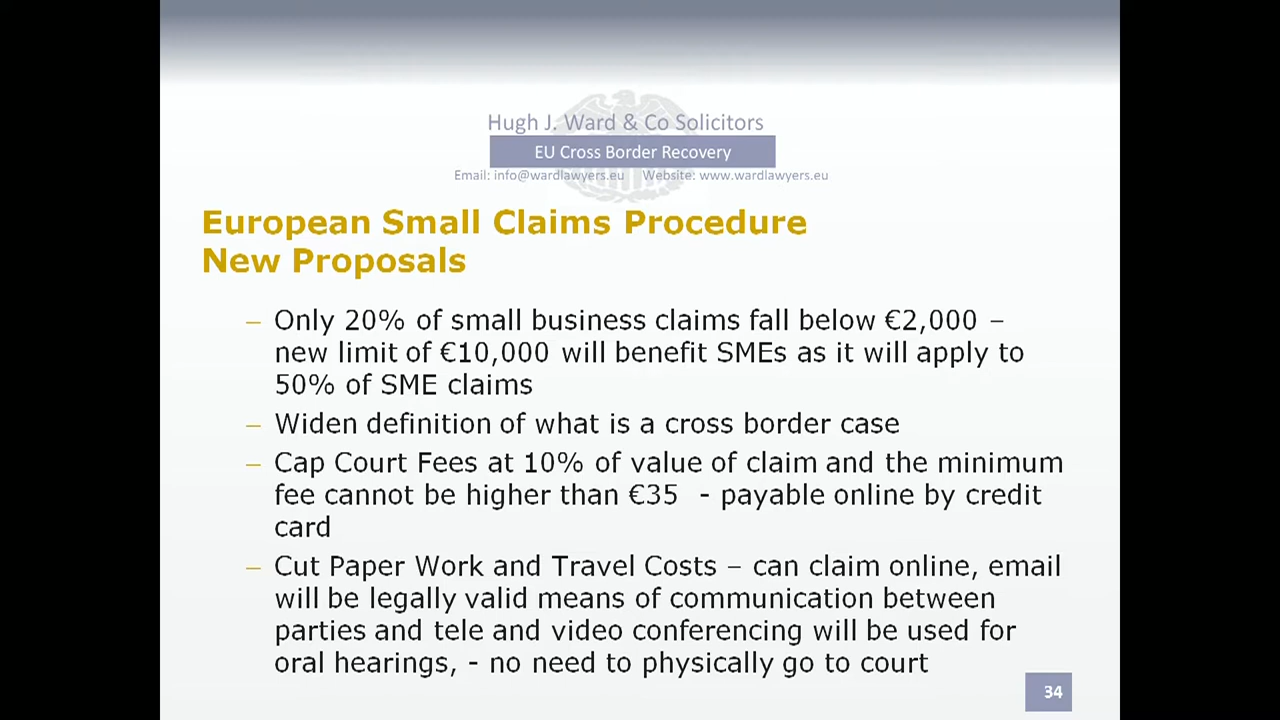 Hugh J. Ward & Co Solicitors
EU Cross Border Recovery
Email: info@wardlawyers.eu Website: www.wardlawyers.eu
European Small Claims Procedure
New Proposals
– Only 20% of small business claims fall below €2,000 –
new limit of €10,000 will benefit SMEs as it will apply to
50% of SME claims
– Widen definition of what is a cross border case
– Cap Court Fees at 10% of value of claim and the minimum
fee cannot be higher than €35 - payable online by credit
card
– Cut Paper Work and Travel Costs – can claim online, email
will be legally valid means of communication between
parties and tele and video conferencing will be used for
oral hearings, - no need to physically go to court
34